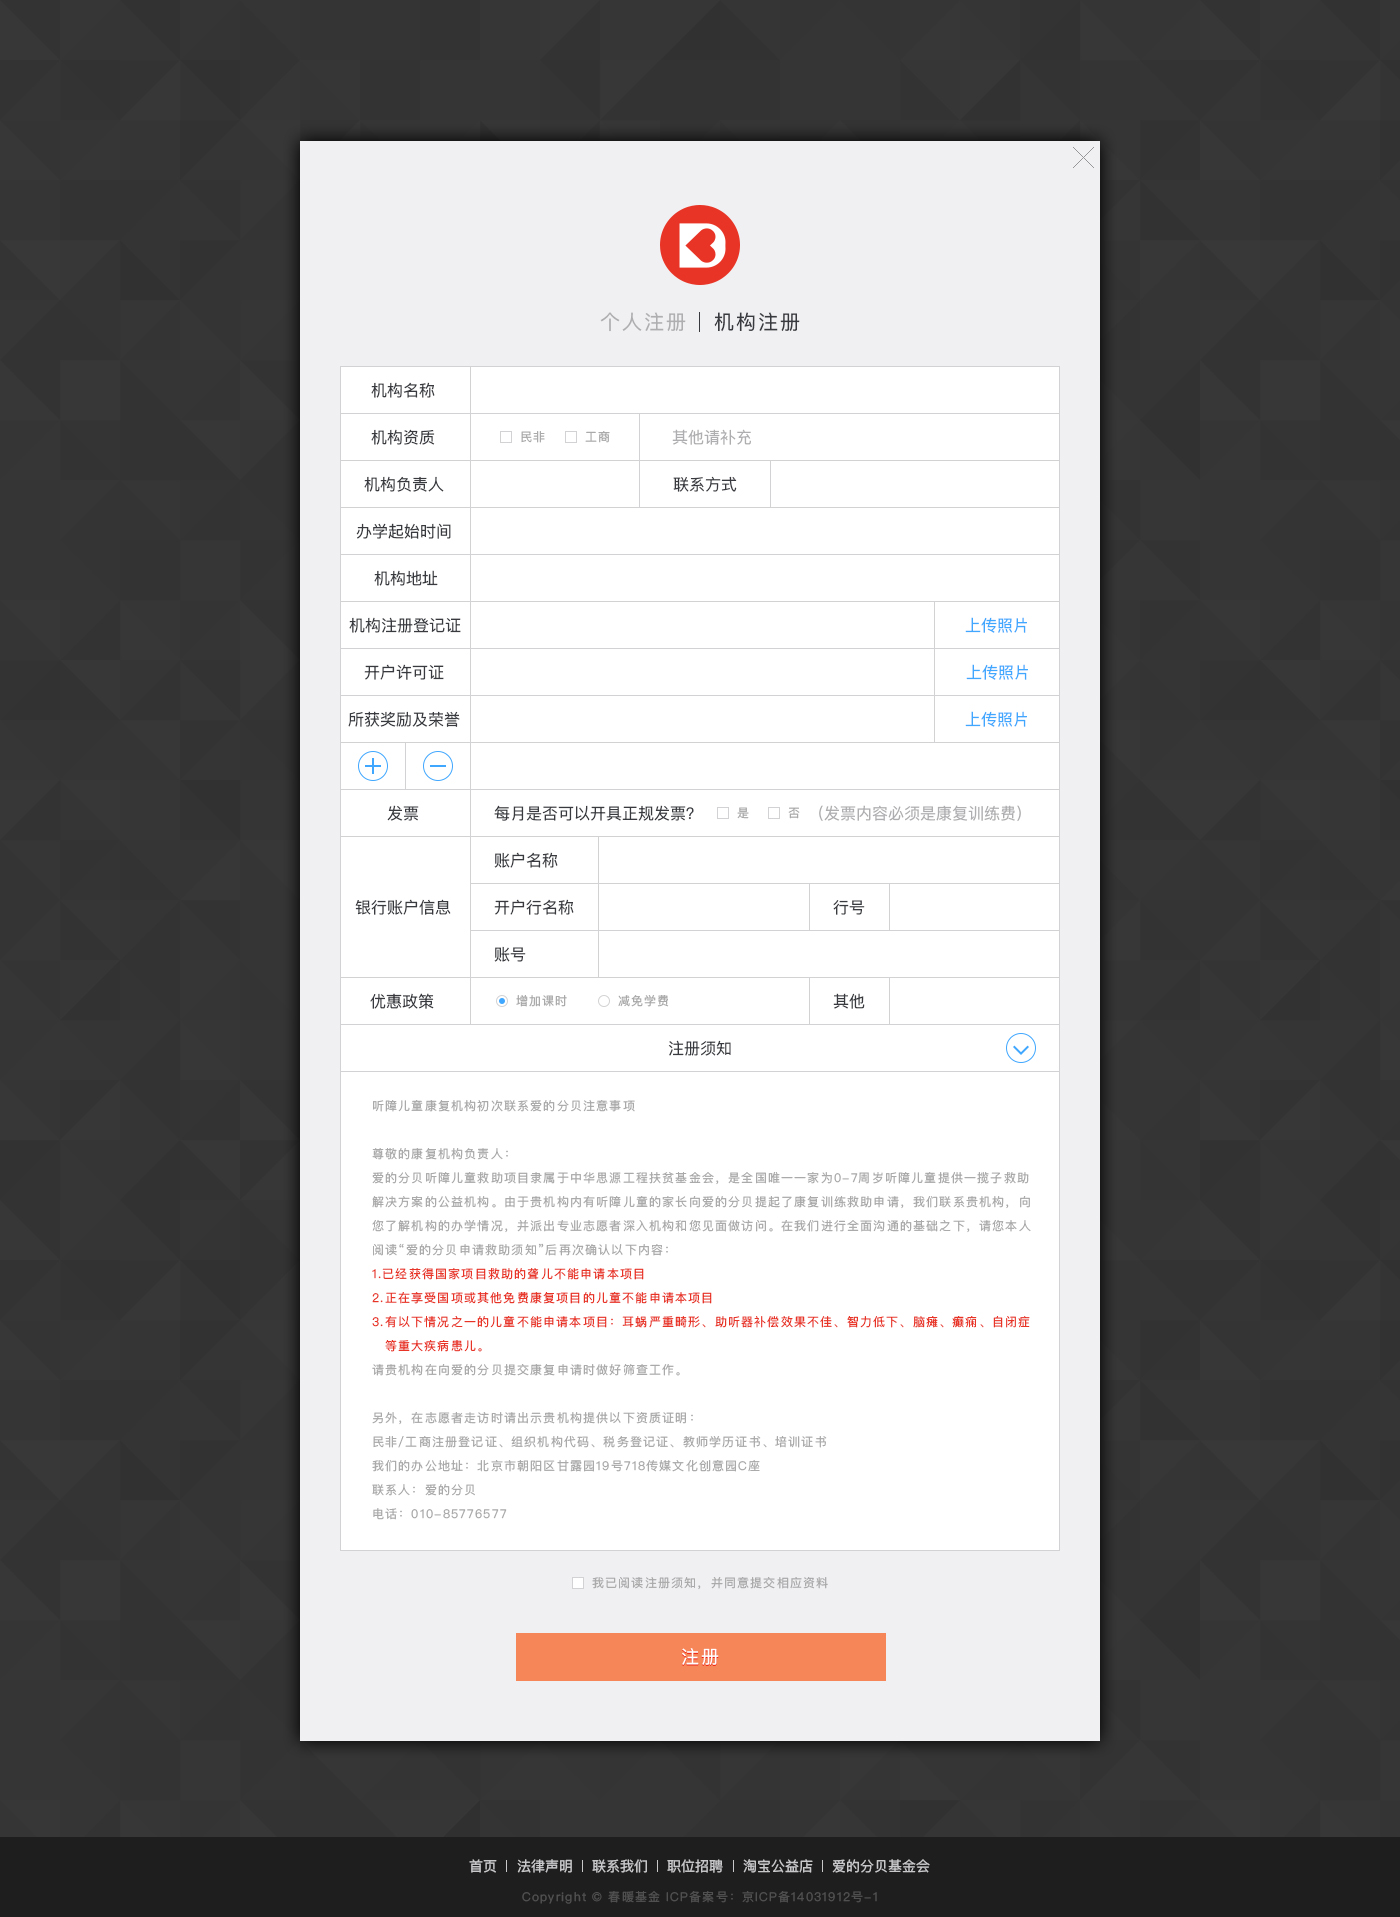 个人注册 | 机构注册
机构名称
机构资质 民非 工商 其他请补充
机构负责人 联系方式
办学起始时间
机构地址
机构注册登记证 上传照片
开户许可证 上传照片
所获奖励及荣誉 上传照片
发票 每月是否可以开具正规发票? 是 否 (发票内容必须是康复训练费)
账户名称
银行账户信息 开户行名称 行号
账号
优惠政策 增加课时 减免学费 其他
注册须知
听障儿童康复机构初次联系爱的分贝注意事项
尊敬的康复机构负责人：
爱的分贝听障儿童救助项目隶属于中华思源工程扶贫基金会，是全国唯一一家为0-7周岁听障儿童提供一揽子救助
解决方案的公益机构。由于贵机构内有听障儿童的家长向爱的分贝提起了康复训练救助申请，我们联系贵机构，向
您了解机构的办学情况，并派出专业志愿者深入机构和您见面做访问。在我们进行全面沟通的基础之下，请您本人
阅读“爱的分贝申请救助须知”后再次确认以下内容：
1.已经获得国家项目救助的聋儿不能申请本项目
2.正在享受国项或其他免费康复项目的儿童不能申请本项目
3.有以下情况之一的儿童不能申请本项目：耳蜗严重畸形、助听器补偿效果不佳、智力低下、脑瘫、癫痫、自闭症
等重大疾病患儿。
请贵机构在向爱的分贝提交康复申请时做好筛查工作。
另外，在志愿者走访时请出示贵机构提供以下资质证明：
民非/工商注册登记证、组织机构代码、税务登记证、教师学历证书、培训证书
我们的办公地址：北京市朝阳区甘露园19号718传媒文化创意园C座
联系人：爱的分贝
电话：010-85776577
我已阅读注册须知，并同意提交相应资料
注册
首页 | 法律声明 | 联系我们 | 职位招聘 | 淘宝公益店 | 爱的分贝基金会
Copyright © 春暖基金 ICP备案号：京ICP备14031912号-1